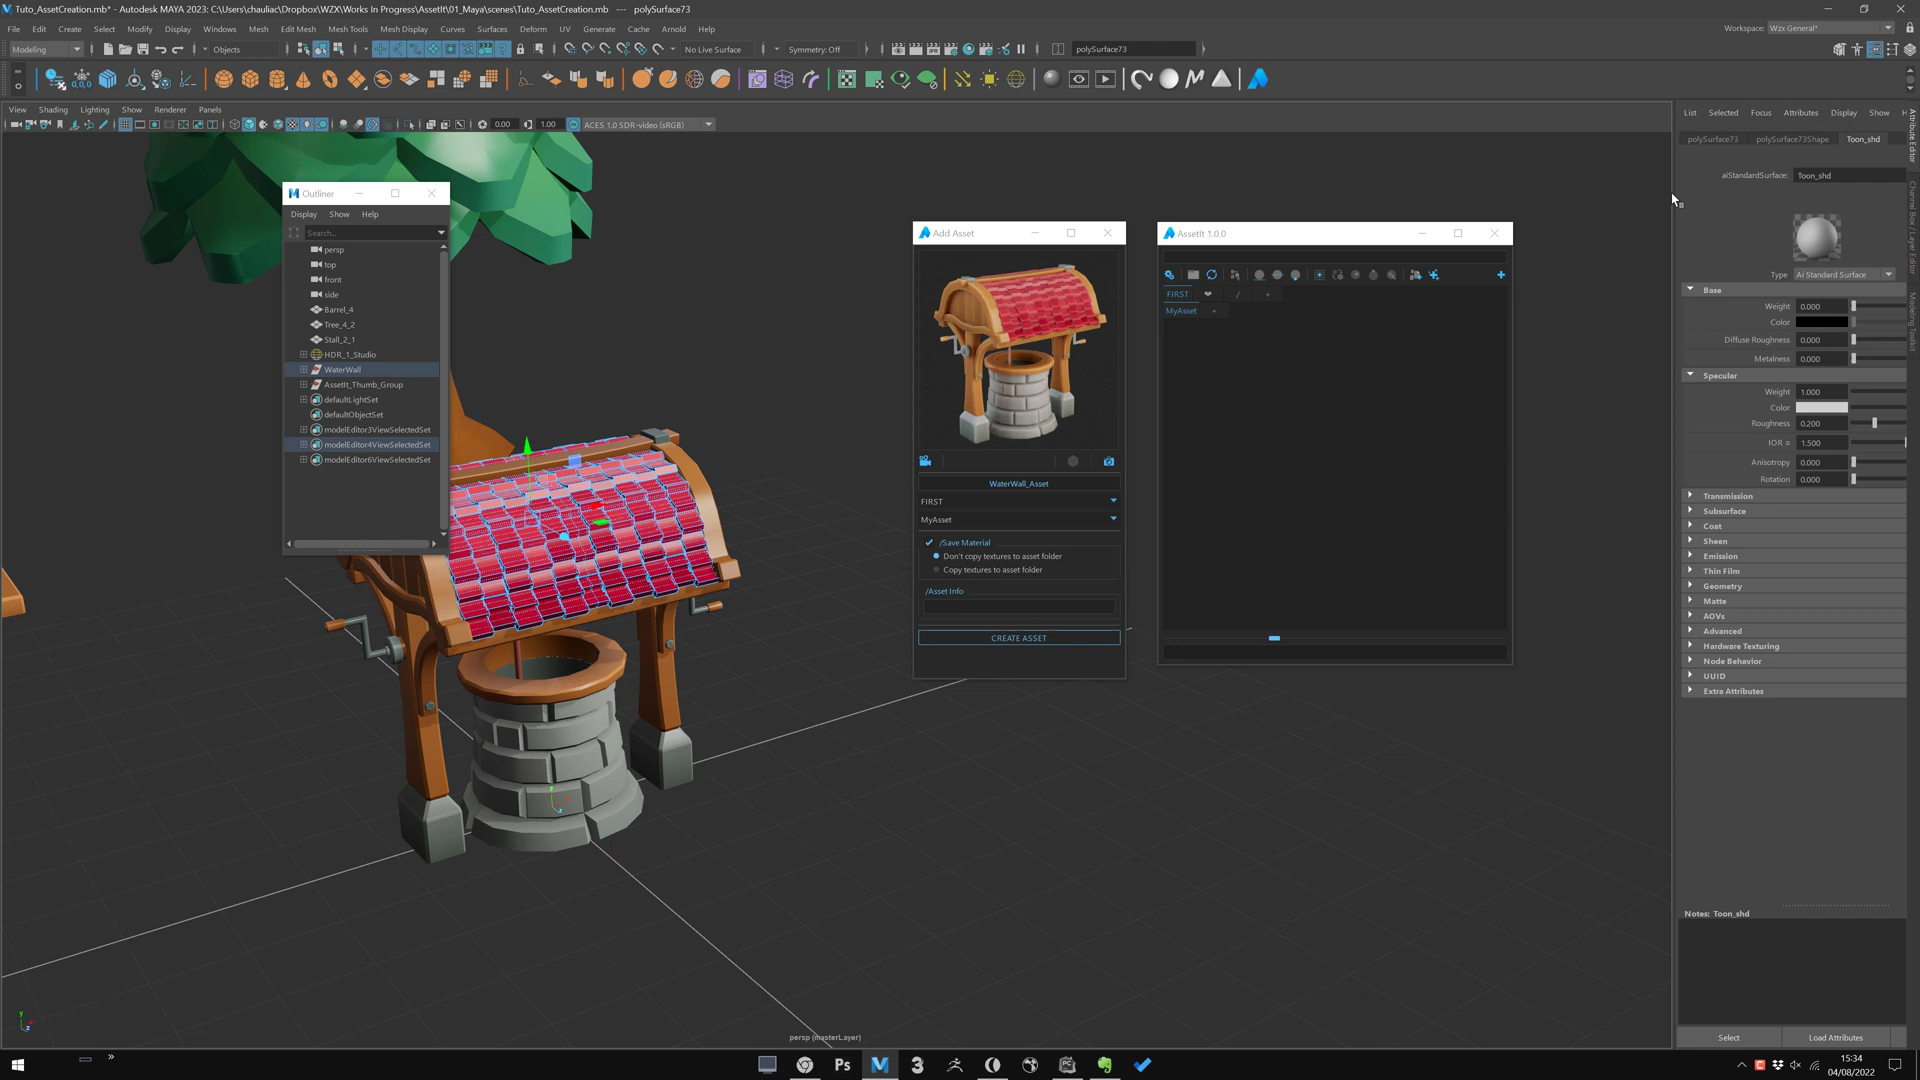 Tuto_AssetCreation.mb* - Autodesk MAYA 2023: C:\Users\chauliac\Dropbox\WZX\Works In Progress\AssetIt\01_Maya\scenes\Tuto_AssetCreation.mb --- polySurface73
File Edit Create Select Modify Display Windows Mesh Edit Mesh Mesh Tools Mesh Display Curves Surfaces Deform UV Generate Cache Arnold Help
Workspace: Wzx General*
Modeling Objects No Live Surface Symmetry: Off polySurface73
View Shading Lighting Show Renderer Panels
0.00 1.00 ACES 1.0 SDR-video (sRGB)
Outliner
Display Show Help
Search...
persp
top
front
side
Barrel_4
Tree_4_2
Stall_2_1
HDR_1_Studio
WaterWall
AssetIt_Thumb_Group
defaultLightSet
defaultObjectSet
modelEditor3ViewSelectedSet
modelEditor4ViewSelectedSet
modelEditor6ViewSelectedSet
Add Asset
WaterWall_Asset
FIRST
MyAsset
/Save Material
Don't copy textures to asset folder
Copy textures to asset folder
/Asset Info
CREATE ASSET
AssetIt 1.0.0
FIRST ❤ / +
MyAsset +
persp (masterLayer)
List Selected Focus Attributes Display Show H
polySurface73 polySurface73Shape Toon_shd
aiStandardSurface: Toon_shd
Type Ai Standard Surface
Base
Weight 0.000
Color
Diffuse Roughness 0.000
Metalness 0.000
Specular
Weight 1.000
Color
Roughness 0.200
IOR = 1.500
Anisotropy 0.000
Rotation 0.000
Transmission
Subsurface
Coat
Sheen
Emission
Thin Film
Geometry
Matte
AOVs
Advanced
Hardware Texturing
Node Behavior
UUID
Extra Attributes
Notes: Toon_shd
Select Load Attributes
Attribute Editor
Channel Box / Layer Editor
Modeling Toolkit
Ps
15:34
04/08/2022